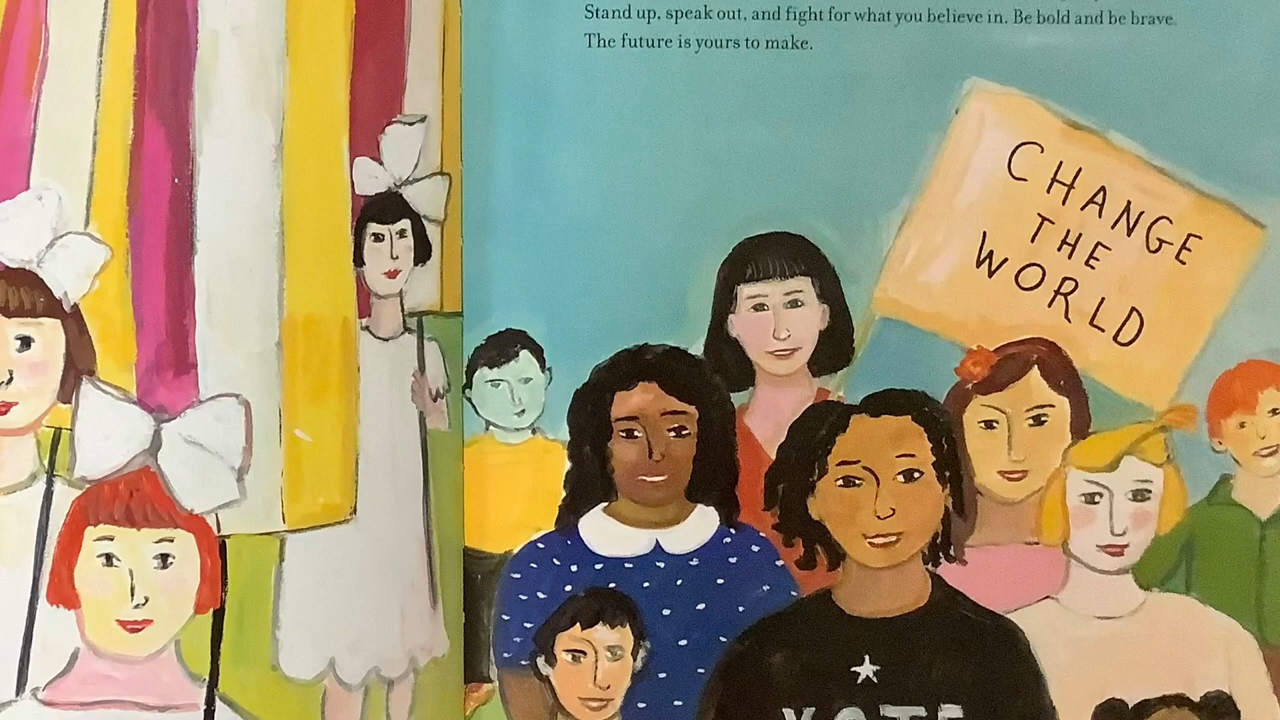 Stand up, speak out, and fight for what you believe in. Be bold and be brave.
The future is yours to make.
CHANGE
THE
WORLD
VOTE